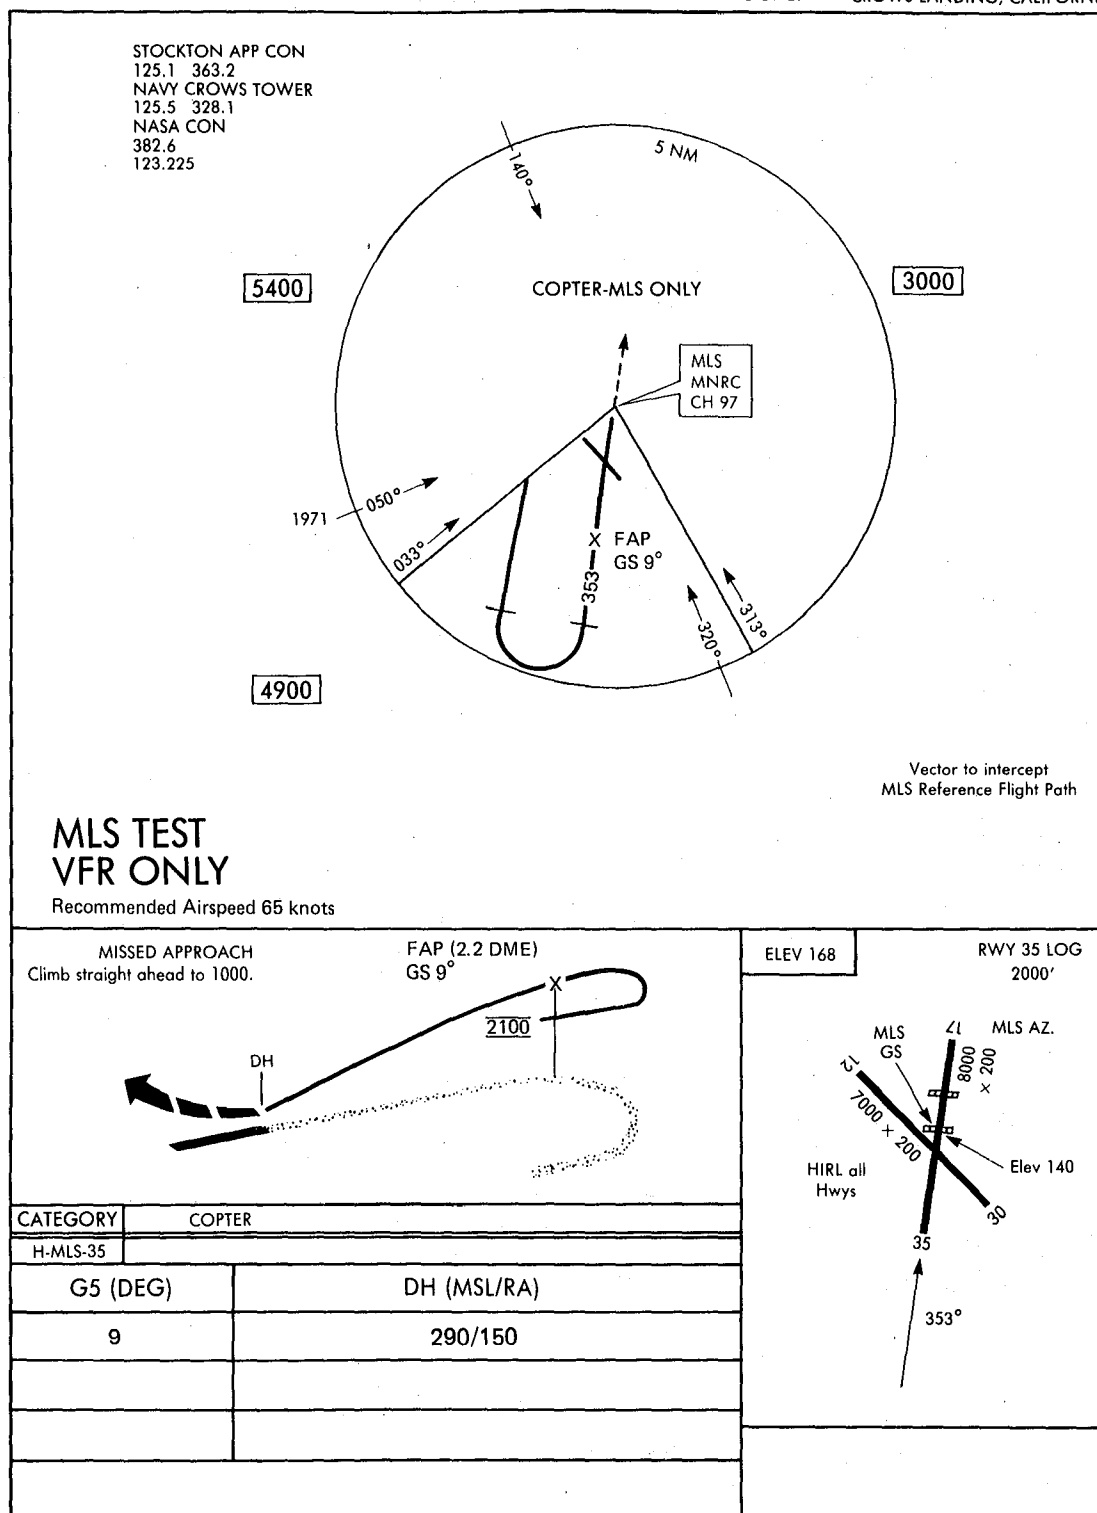 CROWS LANDING, CALIFORNI
STOCKTON APP CON
125.1 363.2
NAVY CROWS TOWER
125.5 328.1
NASA CON
382.6
123.225
5 NM
140°
5400
3000
COPTER-MLS ONLY
MLS
MNRC
CH 97
1971
050°
033°
X FAP
GS 9°
353
313°
320°
4900
Vector to intercept
MLS Reference Flight Path
MLS TEST
VFR ONLY
Recommended Airspeed 65 knots
MISSED APPROACH
Climb straight ahead to 1000.
FAP (2.2 DME)
GS 9°
X
2100
DH
ELEV 168
RWY 35 LOG
2000'
MLS
GS
17
MLS AZ.
8000
× 200
12
7000 × 200
HIRL all
Hwys
Elev 140
30
35
353°
CATEGORY COPTER
H-MLS-35
G5 (DEG) DH (MSL/RA)
9 290/150